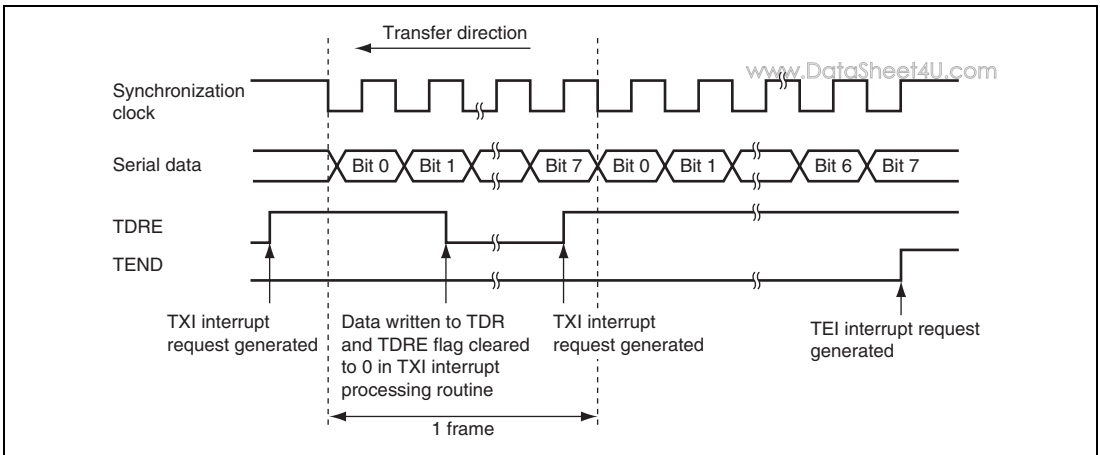 Transfer direction
www.DataSheet4U.com
Synchronization
clock
Serial data
Bit 0
Bit 1
Bit 7
Bit 0
Bit 1
Bit 6
Bit 7
TDRE
TEND
TXI interrupt
request generated
Data written to TDR
and TDRE flag cleared
to 0 in TXI interrupt
processing routine
TXI interrupt
request generated
TEI interrupt request
generated
1 frame